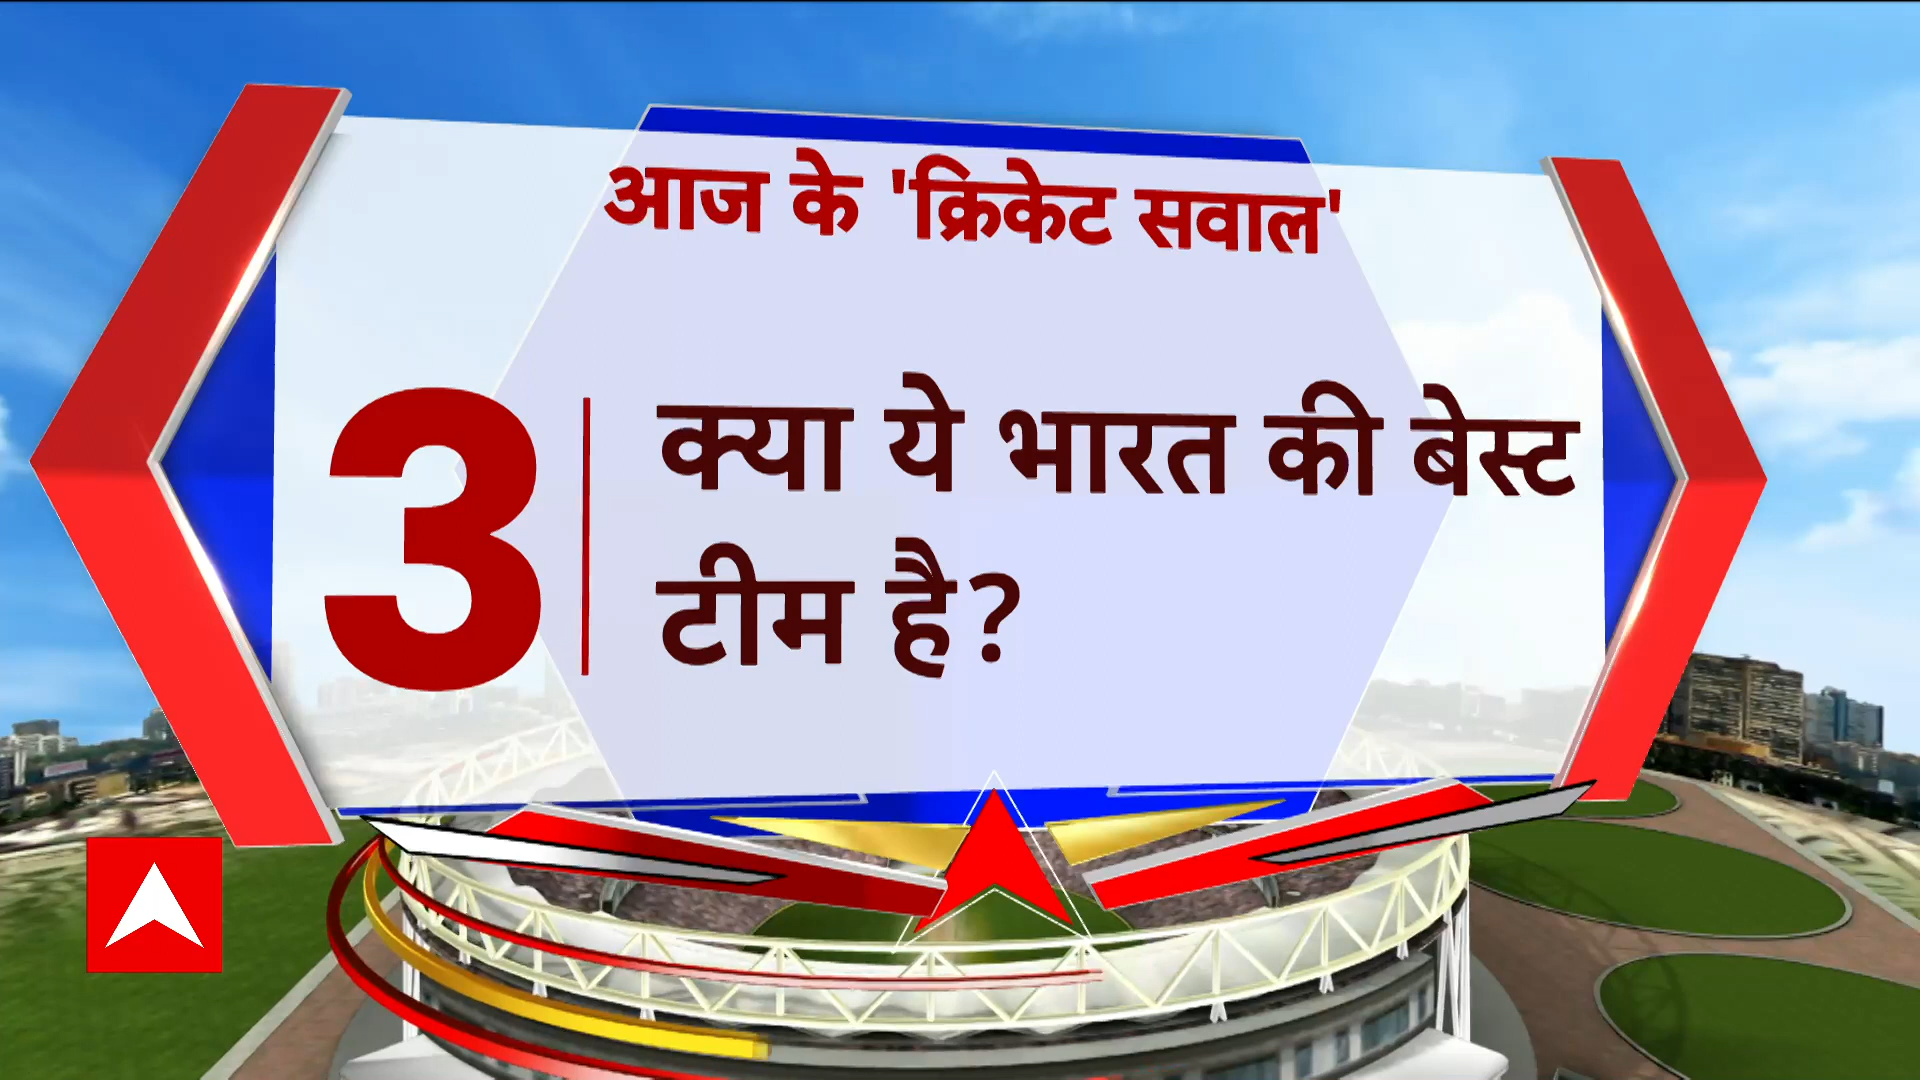 आज के 'क्रिकेट सवाल'
3
क्या ये भारत की बेस्ट
टीम है?